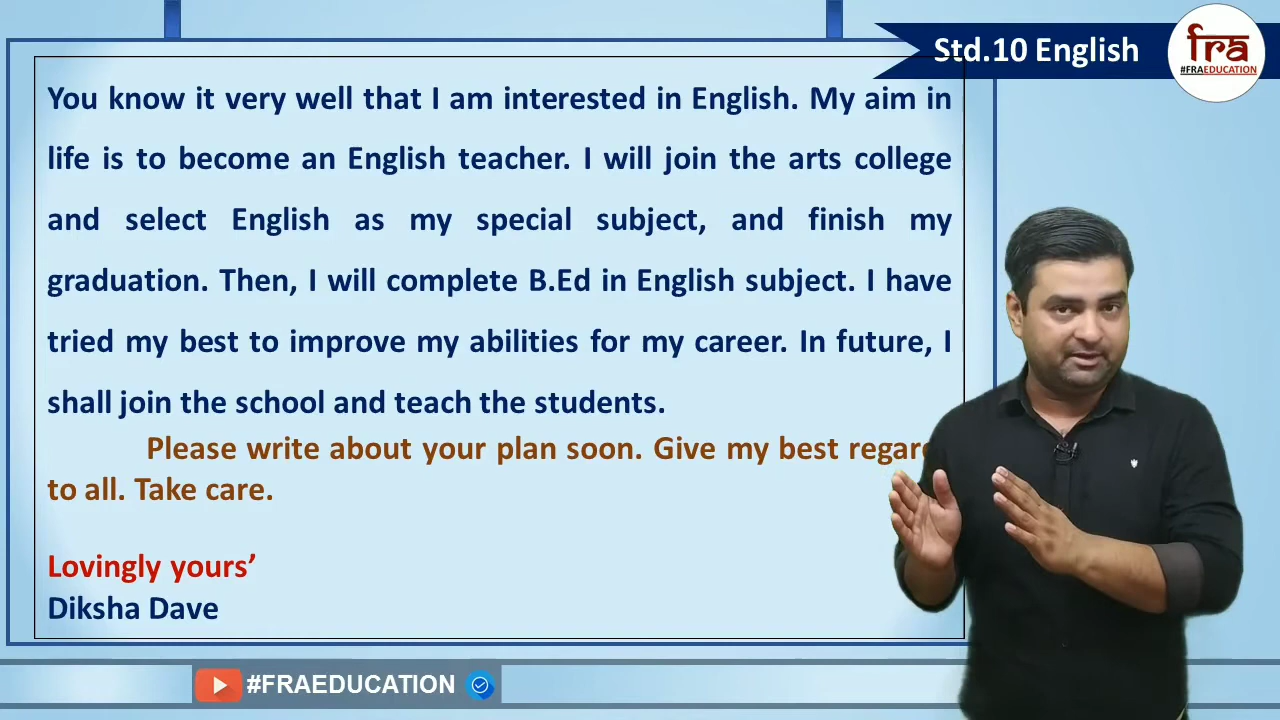 Std.10 English
fra
#FRAEDUCATION
You know it very well that I am interested in English. My aim in
life is to become an English teacher. I will join the arts college
and select English as my special subject, and finish my
graduation. Then, I will complete B.Ed in English subject. I have
tried my best to improve my abilities for my career. In future, I
shall join the school and teach the students.
Please write about your plan soon. Give my best
to all. Take care.
Lovingly yours’
Diksha Dave
#FRAEDUCATION